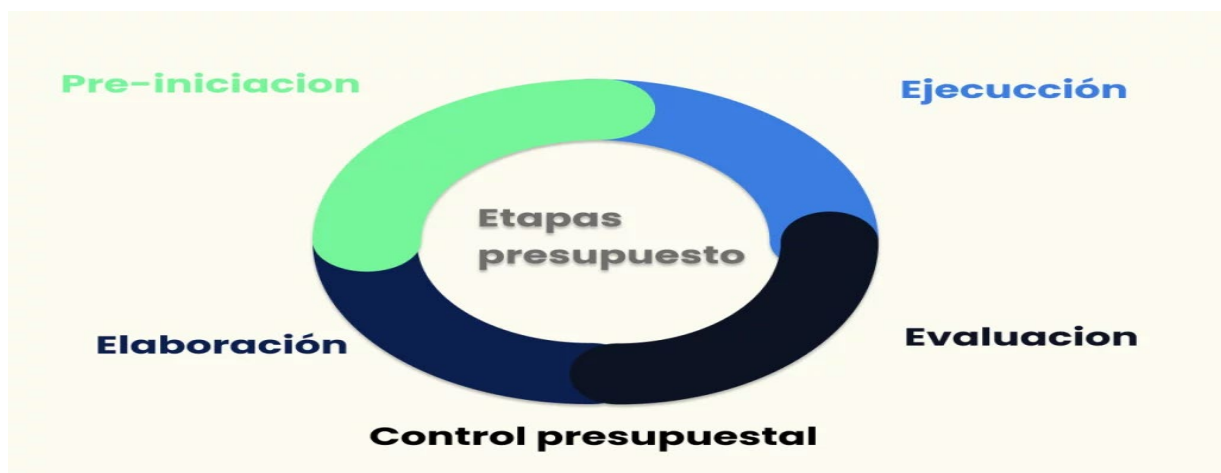 Pre-iniciacion
Ejecucción
Etapas
presupuesto
Elaboración
Evaluacion
Control presupuestal